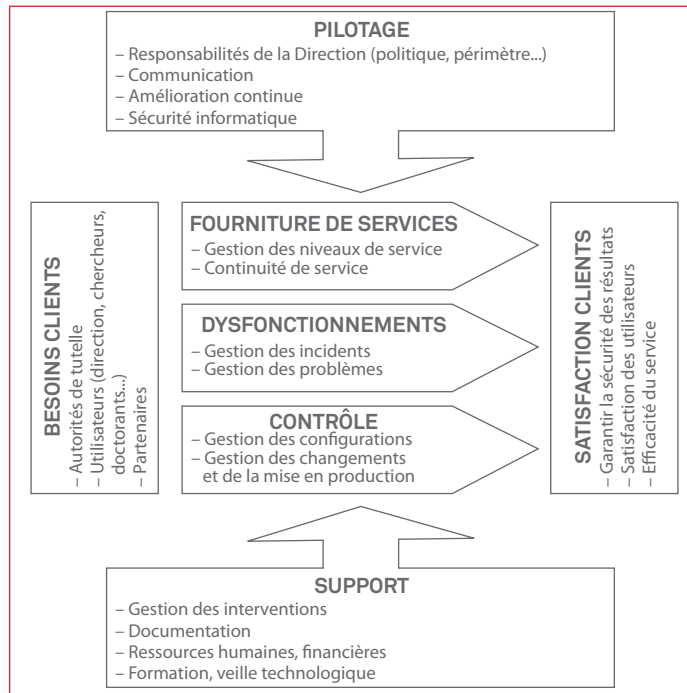 PILOTAGE
– Responsabilités de la Direction (politique, périmètre...)
– Communication
– Amélioration continue
– Sécurité informatique
BESOINS CLIENTS
– Autorités de tutelle
– Utilisateurs (direction, chercheurs,
doctorants...)
– Partenaires
FOURNITURE DE SERVICES
– Gestion des niveaux de service
– Continuité de service
DYSFONCTIONNEMENTS
– Gestion des incidents
– Gestion des problèmes
CONTRÔLE
– Gestion des configurations
– Gestion des changements
et de la mise en production
SATISFACTION CLIENTS
– Garantir la sécurité des résultats
– Satisfaction des utilisateurs
– Efficacité du service
SUPPORT
– Gestion des interventions
– Documentation
– Ressources humaines, financières
– Formation, veille technologique